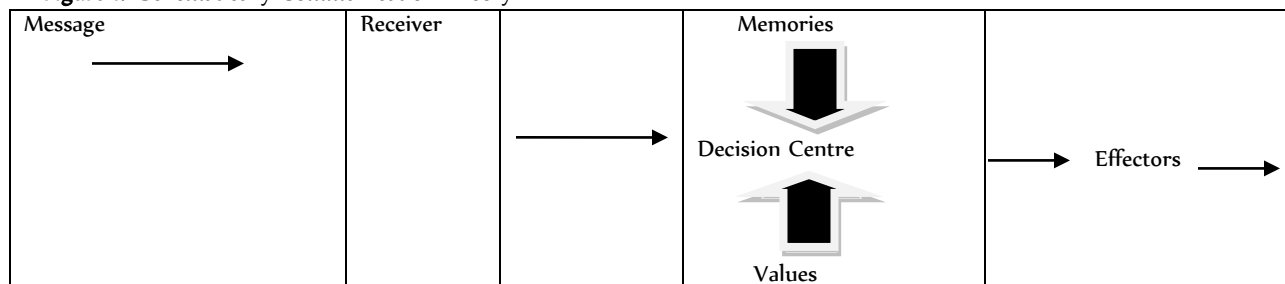 Message
Receiver
Memories
Decision Centre
Effectors
Values